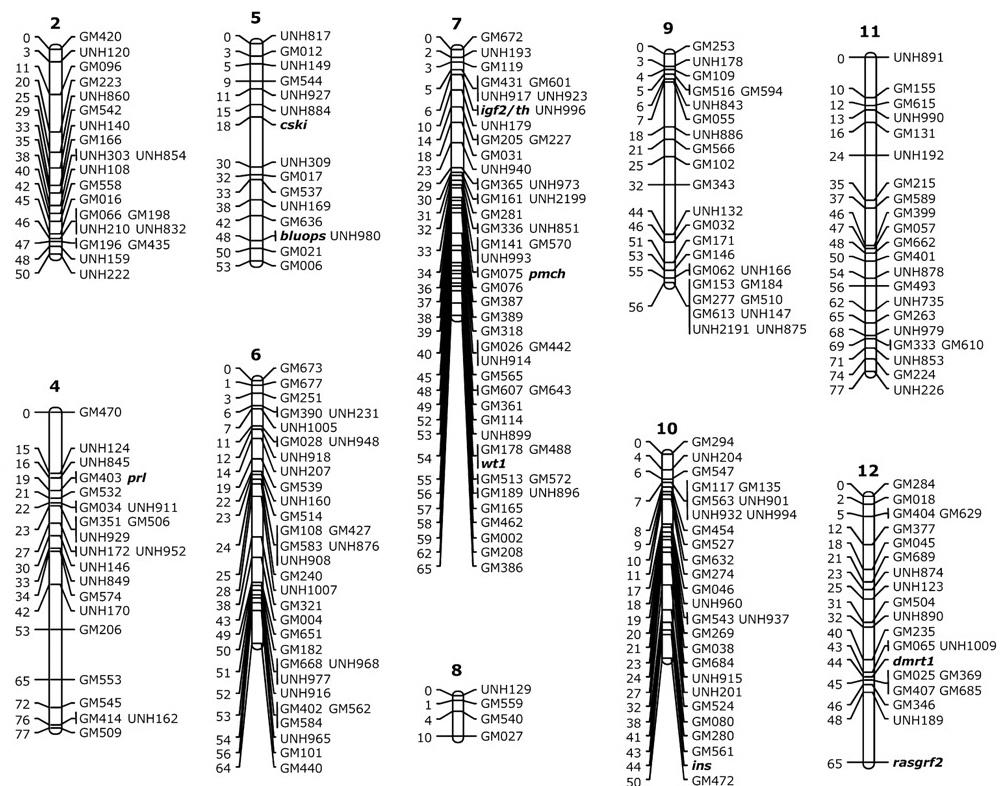 2
0 GM420
3 UNH120
11 GM096
20 GM223
25 UNH860
29 GM542
33 UNH140
35 GM166
38 UNH303 UNH854
40 UNH108
42 GM558
45 GM016
46 GM066 GM198
UNH210 UNH832
47 GM196 GM435
48 UNH159
50 UNH222
5
0 UNH817
3 GM012
5 UNH149
9 GM544
11 UNH927
15 UNH884
18 cski
30 UNH309
32 GM017
33 GM537
38 UNH169
42 GM636
48 bluops UNH980
50 GM021
53 GM006
7
0 GM672
2 UNH193
3 GM119
5 GM431 GM601
UNH917 UNH923
6 igf2/th UNH996
10 UNH179
14 GM205 GM227
18 GM031
23 UNH940
29 GM365 UNH973
30 GM161 UNH2199
31 GM281
32 GM336 UNH851
33 GM141 GM570
UNH993
34 GM075 pmch
36 GM076
37 GM387
38 GM389
39 GM318
40 GM026 GM442
UNH914
45 GM565
48 GM607 GM643
49 GM361
52 GM114
53 UNH899
54 GM178 GM488
wt1
55 GM513 GM572
56 GM189 UNH896
57 GM165
58 GM462
59 GM002
62 GM208
65 GM386
9
0 GM253
3 UNH178
4 GM109
5 GM516 GM594
6 UNH843
7 GM055
18 UNH886
21 GM566
25 GM102
32 GM343
44 UNH132
46 GM032
51 GM171
53 GM146
55 GM062 UNH166
56 GM153 GM184
GM277 GM510
GM613 UNH147
UNH2191 UNH875
11
0 UNH891
10 GM155
12 GM615
13 UNH990
16 GM131
24 UNH192
35 GM215
37 GM589
46 GM399
47 GM057
48 GM662
50 GM401
54 UNH878
56 GM493
62 UNH735
65 GM263
68 UNH979
69 GM333 GM610
71 UNH853
74 GM224
77 UNH226
4
0 GM470
15 UNH124
16 UNH845
19 GM403 prl
21 GM532
22 GM034 UNH911
23 GM351 GM506
UNH929
27 UNH172 UNH952
30 UNH146
33 UNH849
34 GM574
42 UNH170
53 GM206
65 GM553
72 GM545
76 GM414 UNH162
77 GM509
6
0 GM673
1 GM677
3 GM251
6 GM390 UNH231
7 UNH1005
11 GM028 UNH948
12 UNH918
14 UNH207
19 GM539
22 UNH160
23 GM514
24 GM108 GM427
GM583 UNH876
UNH908
25 GM240
28 UNH1007
38 GM321
43 GM004
49 GM651
50 GM182
51 GM668 UNH968
UNH977
52 UNH916
53 GM402 GM562
GM584
54 UNH965
56 GM101
64 GM440
8
0 UNH129
1 GM559
4 GM540
10 GM027
10
0 GM294
4 UNH204
6 GM547
7 GM117 GM135
GM563 UNH901
UNH932 UNH994
8 GM454
9 GM527
10 GM632
11 GM274
17 GM046
18 UNH960
19 GM543 UNH937
20 GM269
21 GM038
23 GM684
24 UNH915
27 UNH201
32 GM524
38 GM080
41 GM280
43 GM561
44 ins
50 GM472
12
0 GM284
2 GM018
5 GM404 GM629
12 GM377
18 GM045
21 GM689
23 UNH874
25 UNH123
31 GM504
32 UNH890
40 GM235
43 GM065 UNH1009
44 dmrt1
45 GM025 GM369
GM407 GM685
46 GM346
48 UNH189
65 rasgrf2